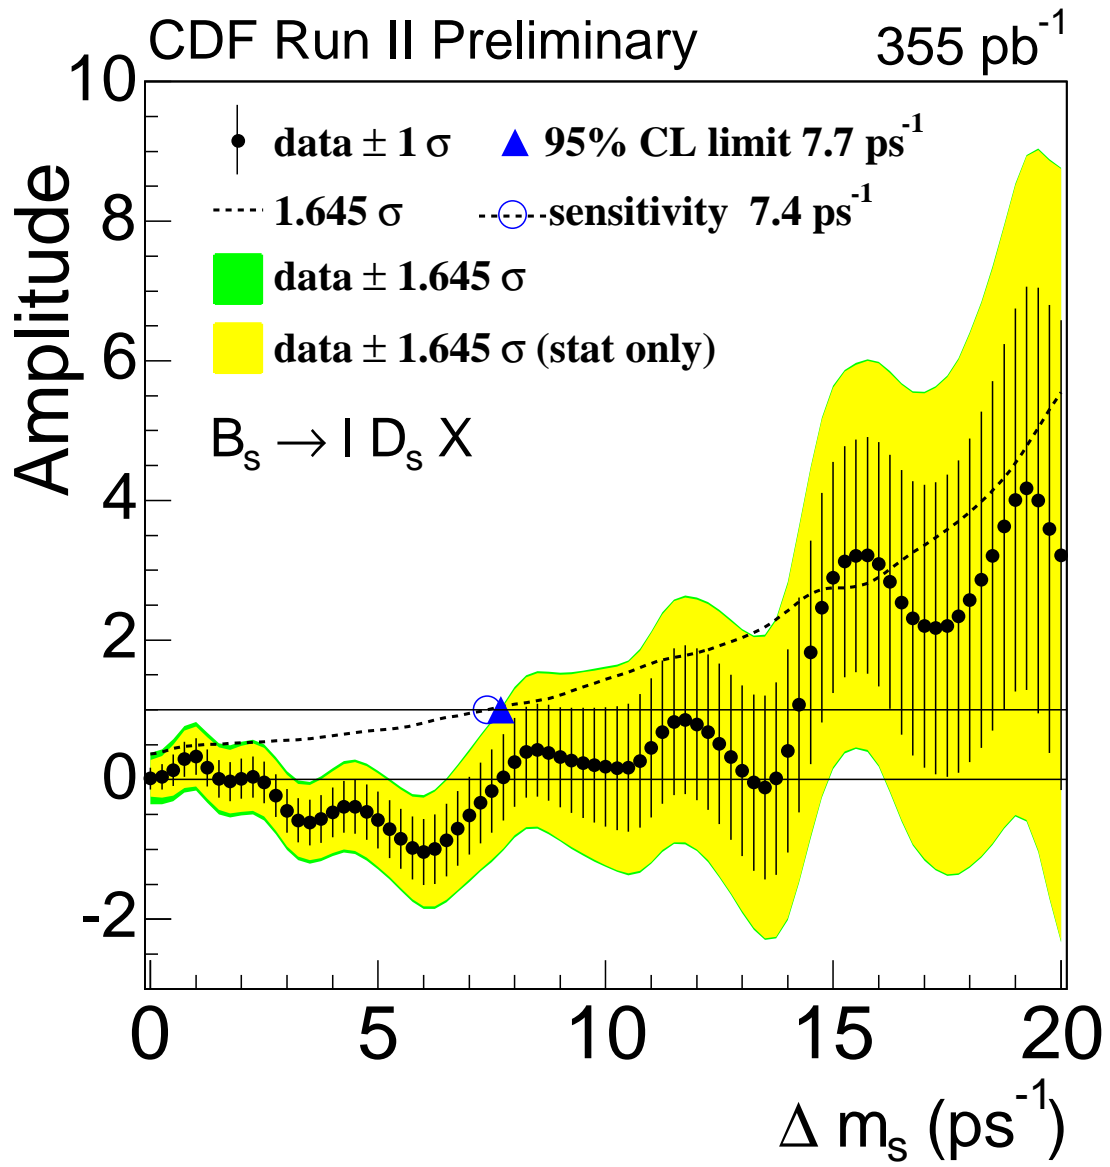 CDF Run II Preliminary 355 pb⁻¹
data ± 1 σ
95% CL limit 7.7 ps⁻¹
1.645 σ
sensitivity 7.4 ps⁻¹
data ± 1.645 σ
data ± 1.645 σ (stat only)
Bₛ → l Dₛ X
Amplitude
10
8
6
4
2
0
-2
0 5 10 15 20
Δ mₛ (ps⁻¹)